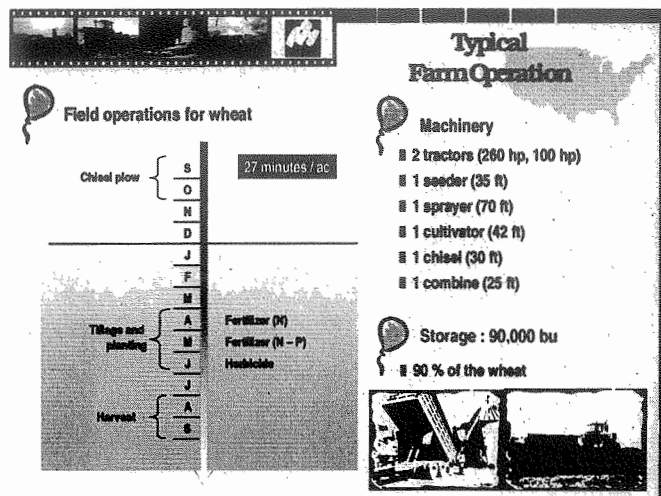 Typical
Farm Operation
Field operations for wheat
27 minutes / ac
Chisel plow
S
O
N
D
J
F
M
A
M
J
J
A
S
Tillage and
planting
Harvest
Fertilizer (N)
Fertilizer (N – P)
Herbicide
Machinery
2 tractors (260 hp, 100 hp)
1 seeder (35 ft)
1 sprayer (70 ft)
1 cultivator (42 ft)
1 chisel (30 ft)
1 combine (25 ft)
Storage : 90,000 bu
90 % of the wheat